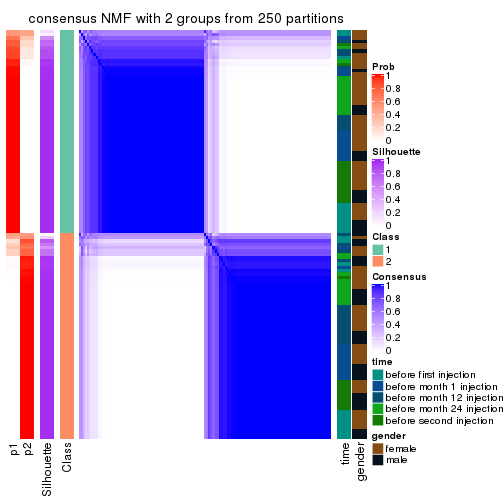 consensus NMF with 2 groups from 250 partitions
Prob
1
0.8
0.6
0.4
0.2
0
Silhouette
1
0.8
0.6
0.4
0.2
0
Class
1
2
Consensus
1
0.8
0.6
0.4
0.2
0
time
before first injection
before month 1 injection
before month 12 injection
before month 24 injection
before second injection
gender
female
male
p1
p2
Silhouette
Class
time
gender